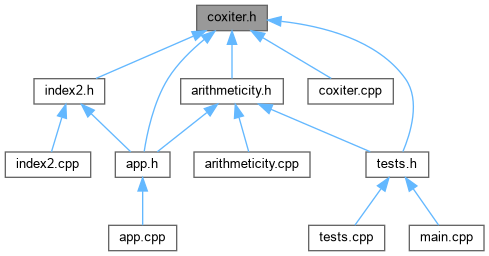 coxiter.h
index2.h
arithmeticity.h
coxiter.cpp
index2.cpp
app.h
arithmeticity.cpp
tests.h
app.cpp
tests.cpp
main.cpp